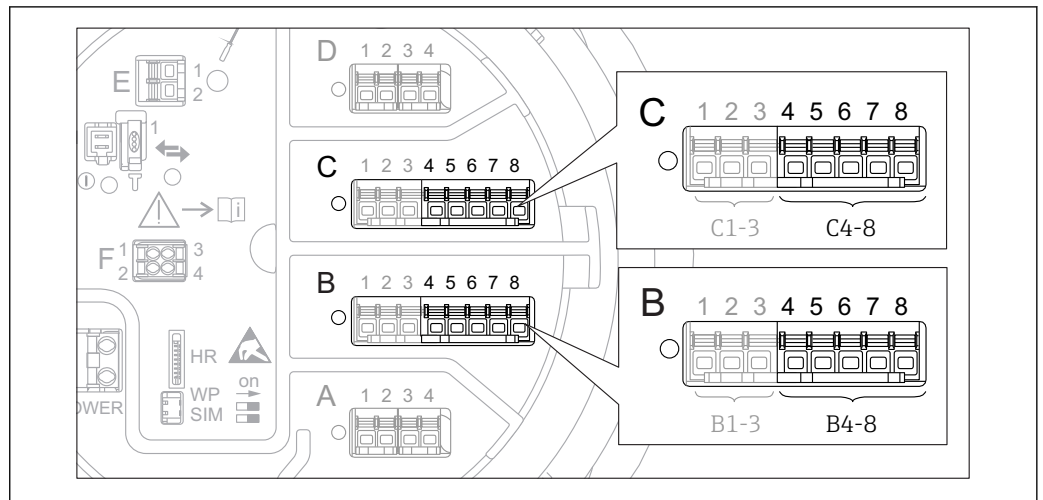 D 1 2 3 4
E 1
2
1
C 1 2 3 4 5 6 7 8
C 1 2 3 4 5 6 7 8
C1-3 C4-8
i
F 1 3
2 4
B 1 2 3 4 5 6 7 8
B 1 2 3 4 5 6 7 8
B1-3 B4-8
HR
WP on
SIM
OWER
A 1 2 3 4